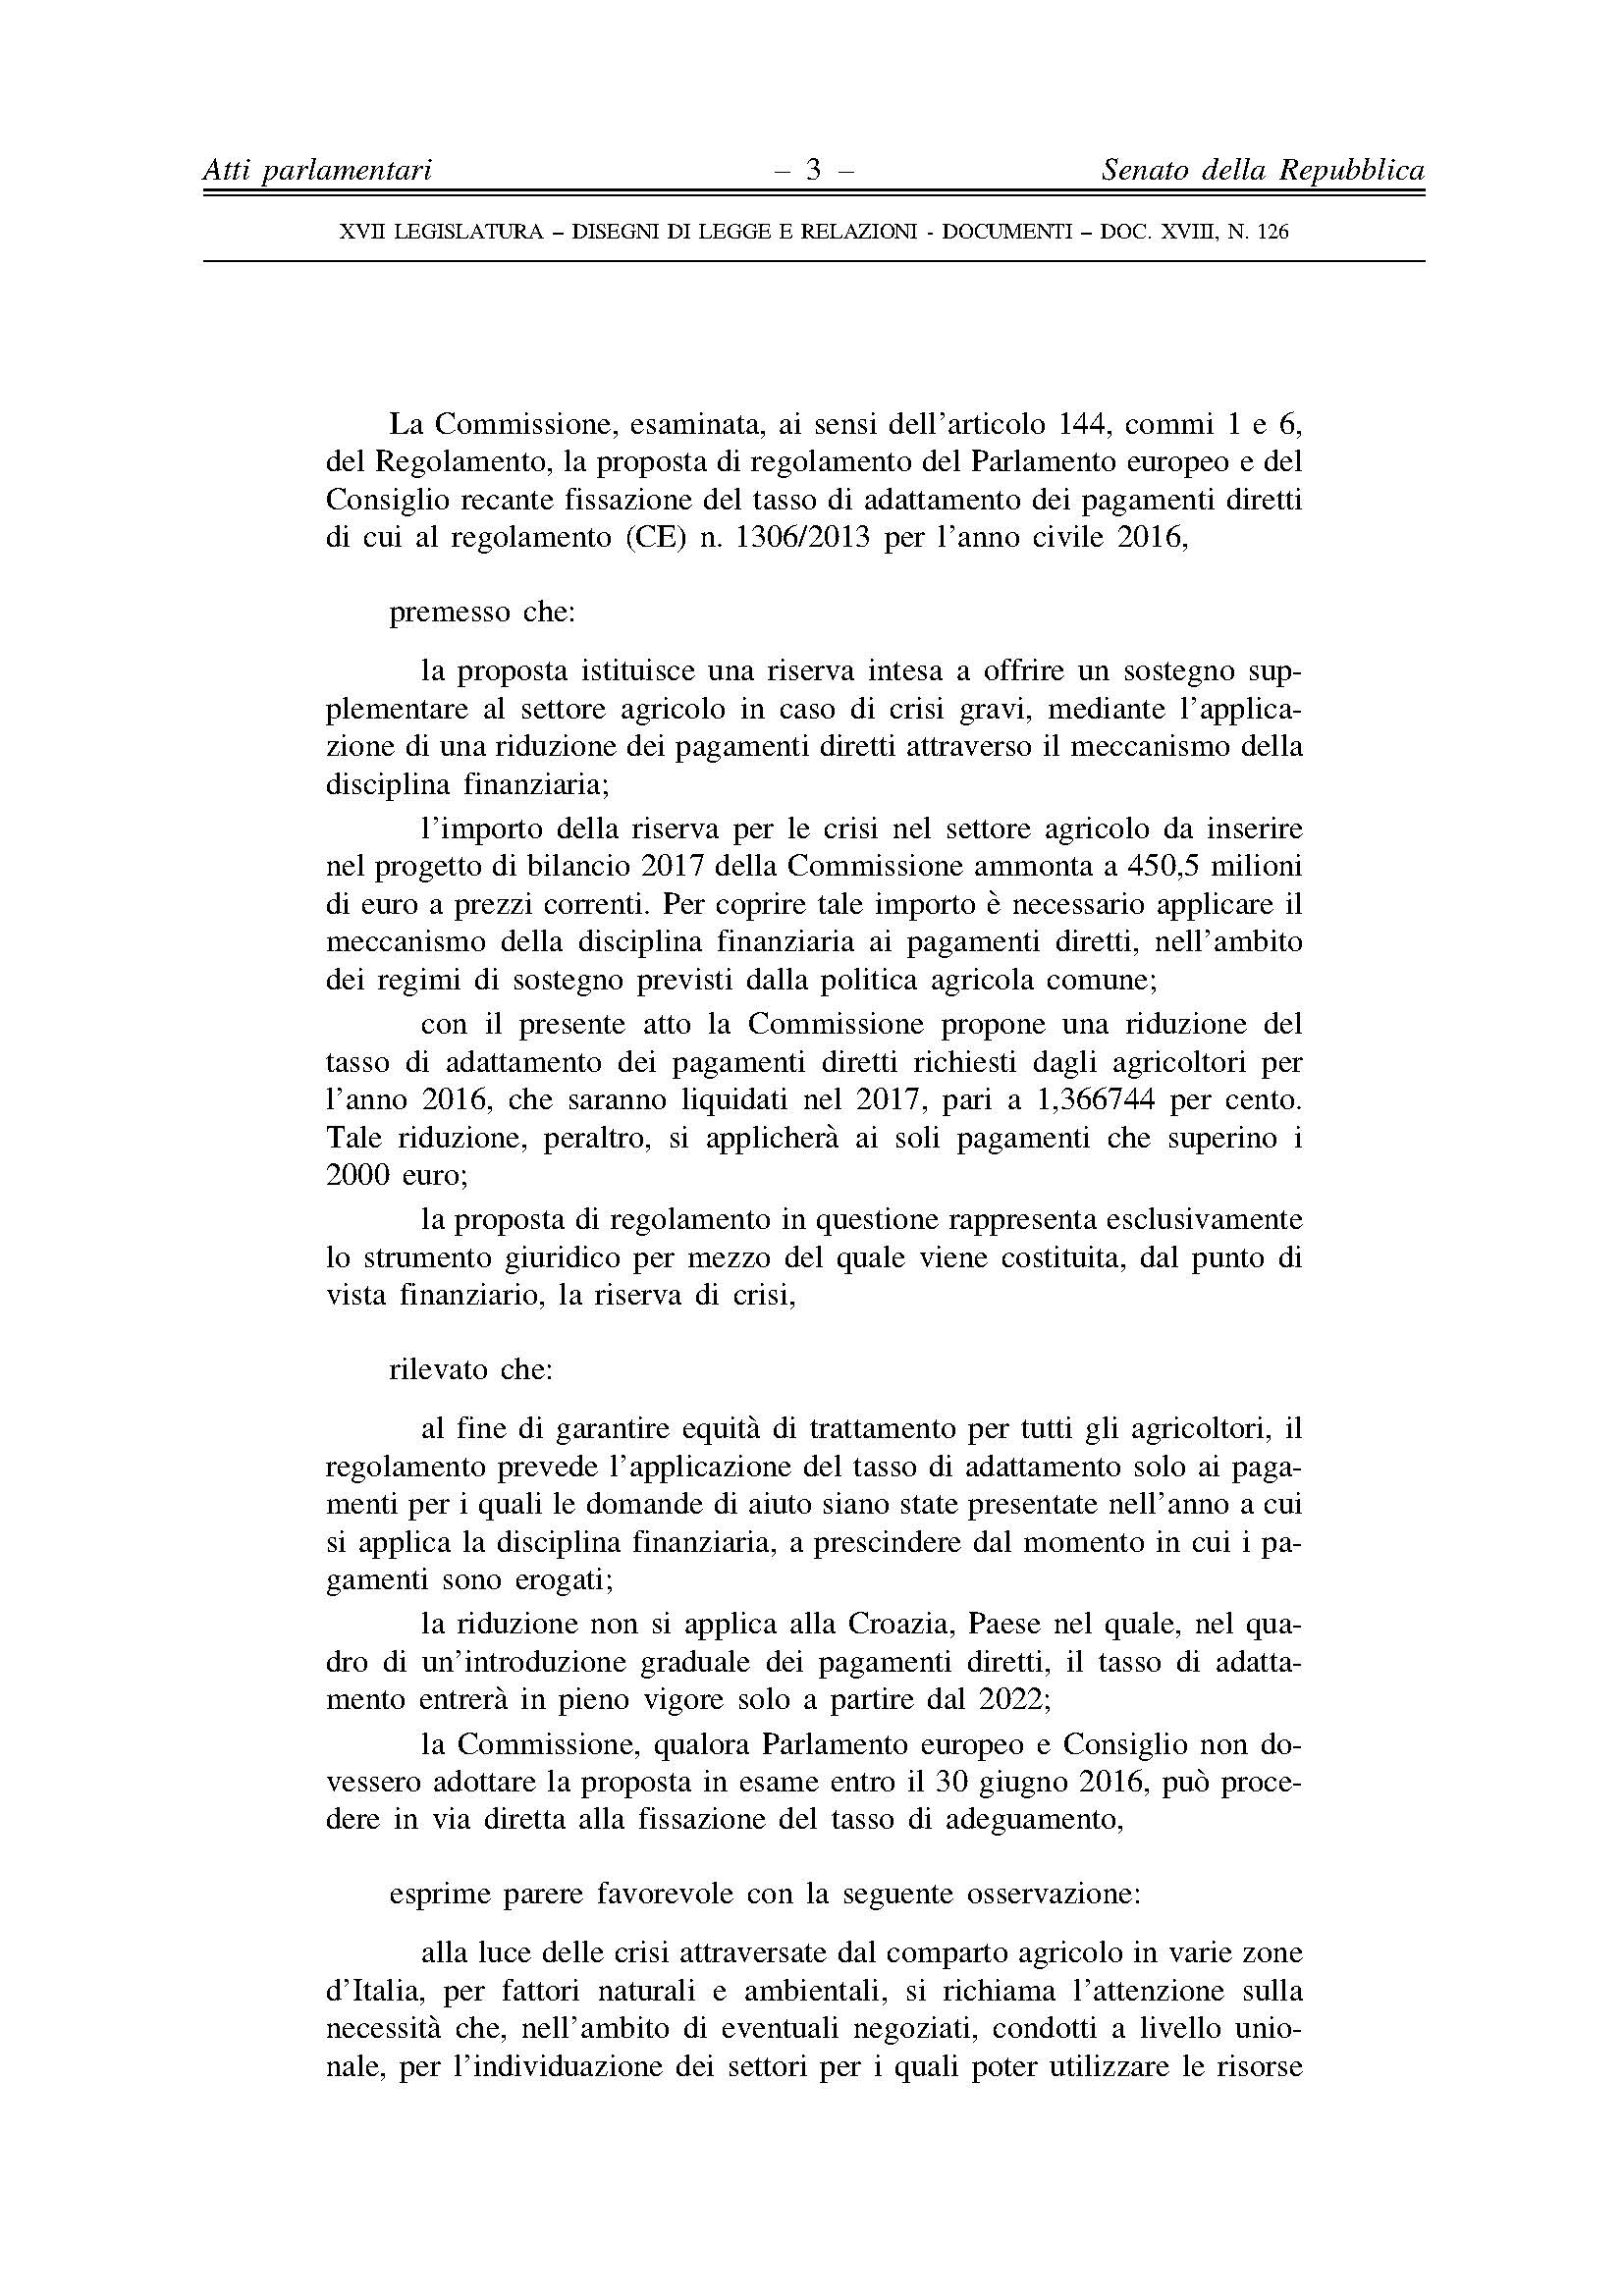 Atti parlamentari – 3 – Senato della Repubblica
XVII LEGISLATURA – DISEGNI DI LEGGE E RELAZIONI - DOCUMENTI – DOC. XVIII, N. 126
La Commissione, esaminata, ai sensi dell’articolo 144, commi 1 e 6,
del Regolamento, la proposta di regolamento del Parlamento europeo e del
Consiglio recante fissazione del tasso di adattamento dei pagamenti diretti
di cui al regolamento (CE) n. 1306/2013 per l’anno civile 2016,
premesso che:
la proposta istituisce una riserva intesa a offrire un sostegno sup-
plementare al settore agricolo in caso di crisi gravi, mediante l’applica-
zione di una riduzione dei pagamenti diretti attraverso il meccanismo della
disciplina finanziaria;
l’importo della riserva per le crisi nel settore agricolo da inserire
nel progetto di bilancio 2017 della Commissione ammonta a 450,5 milioni
di euro a prezzi correnti. Per coprire tale importo è necessario applicare il
meccanismo della disciplina finanziaria ai pagamenti diretti, nell’ambito
dei regimi di sostegno previsti dalla politica agricola comune;
con il presente atto la Commissione propone una riduzione del
tasso di adattamento dei pagamenti diretti richiesti dagli agricoltori per
l’anno 2016, che saranno liquidati nel 2017, pari a 1,366744 per cento.
Tale riduzione, peraltro, si applicherà ai soli pagamenti che superino i
2000 euro;
la proposta di regolamento in questione rappresenta esclusivamente
lo strumento giuridico per mezzo del quale viene costituita, dal punto di
vista finanziario, la riserva di crisi,
rilevato che:
al fine di garantire equità di trattamento per tutti gli agricoltori, il
regolamento prevede l’applicazione del tasso di adattamento solo ai paga-
menti per i quali le domande di aiuto siano state presentate nell’anno a cui
si applica la disciplina finanziaria, a prescindere dal momento in cui i pa-
gamenti sono erogati;
la riduzione non si applica alla Croazia, Paese nel quale, nel qua-
dro di un’introduzione graduale dei pagamenti diretti, il tasso di adatta-
mento entrerà in pieno vigore solo a partire dal 2022;
la Commissione, qualora Parlamento europeo e Consiglio non do-
vessero adottare la proposta in esame entro il 30 giugno 2016, può proce-
dere in via diretta alla fissazione del tasso di adeguamento,
esprime parere favorevole con la seguente osservazione:
alla luce delle crisi attraversate dal comparto agricolo in varie zone
d’Italia, per fattori naturali e ambientali, si richiama l’attenzione sulla
necessità che, nell’ambito di eventuali negoziati, condotti a livello unio-
nale, per l’individuazione dei settori per i quali poter utilizzare le risorse